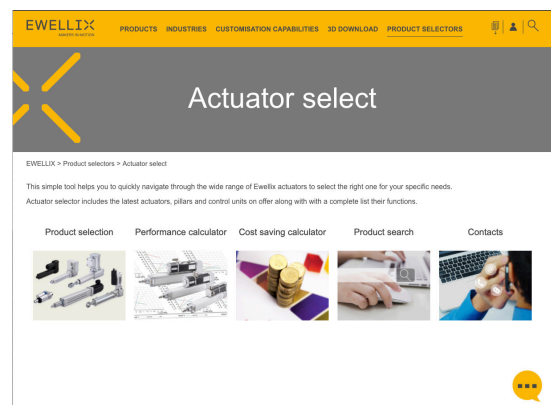 EWELLIX
MAKERS IN MOTION
PRODUCTS INDUSTRIES CUSTOMISATION CAPABILITIES 3D DOWNLOAD PRODUCT SELECTORS
Actuator select
EWELLIX > Product selectors > Actuator select
This simple tool helps you to quickly navigate through the wide range of Ewellix actuators to select the right one for your specific needs.
Actuator selector includes the latest actuators, pillars and control units on offer along with with a complete list their functions.
Product selection Performance calculator Cost saving calculator Product search Contacts